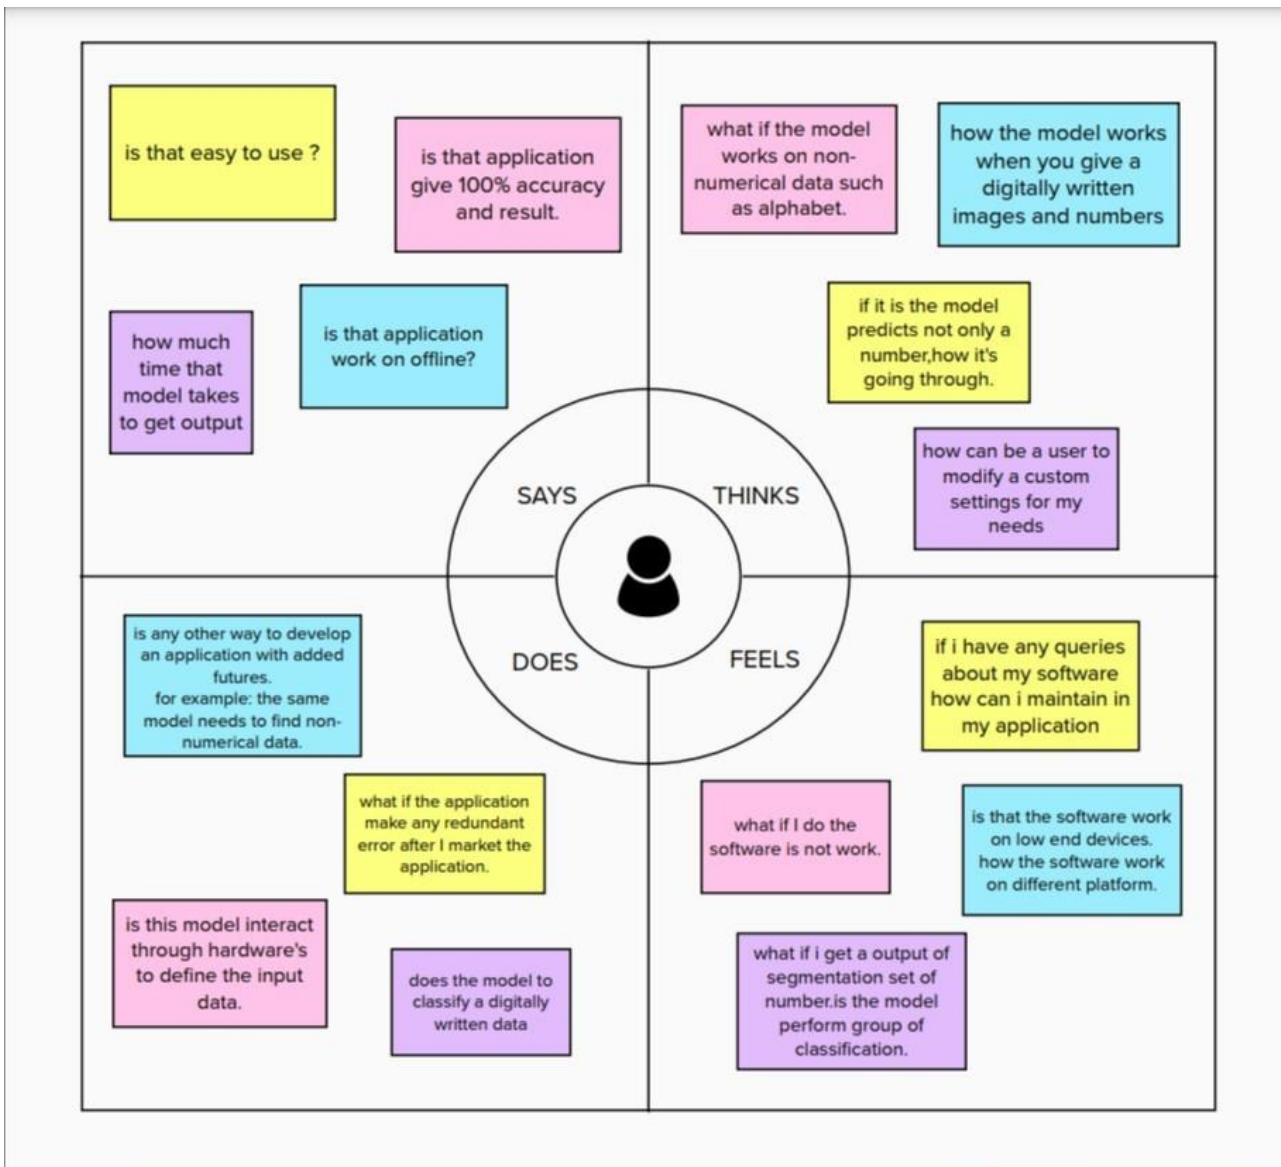 is that easy to use ?
is that application
give 100% accuracy
and result.
how much
time that
model takes
to get output
is that application
work on offline?
SAYS
what if the model
works on non-
numerical data such
as alphabet.
how the model works
when you give a
digitally written
images and numbers
if it is the model
predicts not only a
number,how it's
going through.
how can be a user to
modify a custom
settings for my
needs
THINKS
DOES
is any other way to develop
an application with added
futures.
for example: the same
model needs to find non-
numerical data.
what if the application
make any redundant
error after I market the
application.
is this model interact
through hardware's
to define the input
data.
does the model to
classify a digitally
written data
FEELS
if i have any queries
about my software
how can i maintain in
my application
what if I do the
software is not work.
is that the software work
on low end devices.
how the software work
on different platform.
what if i get a output of
segmentation set of
number.is the model
perform group of
classification.